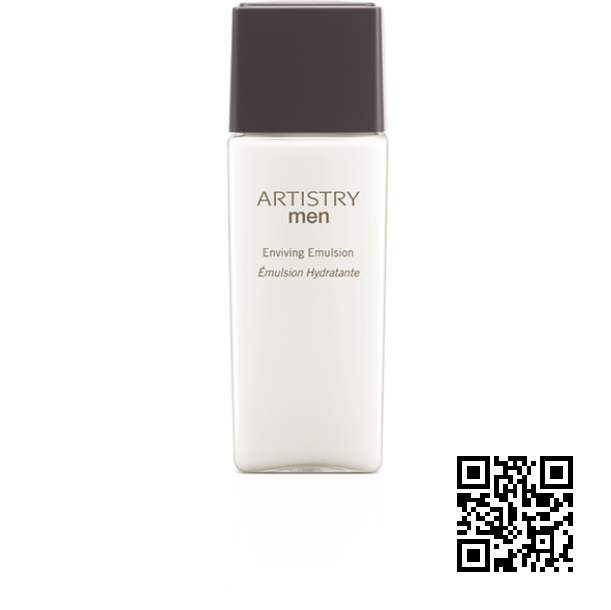 ARTISTRY
men
Enviving Emulsion
Émulsion Hydratante